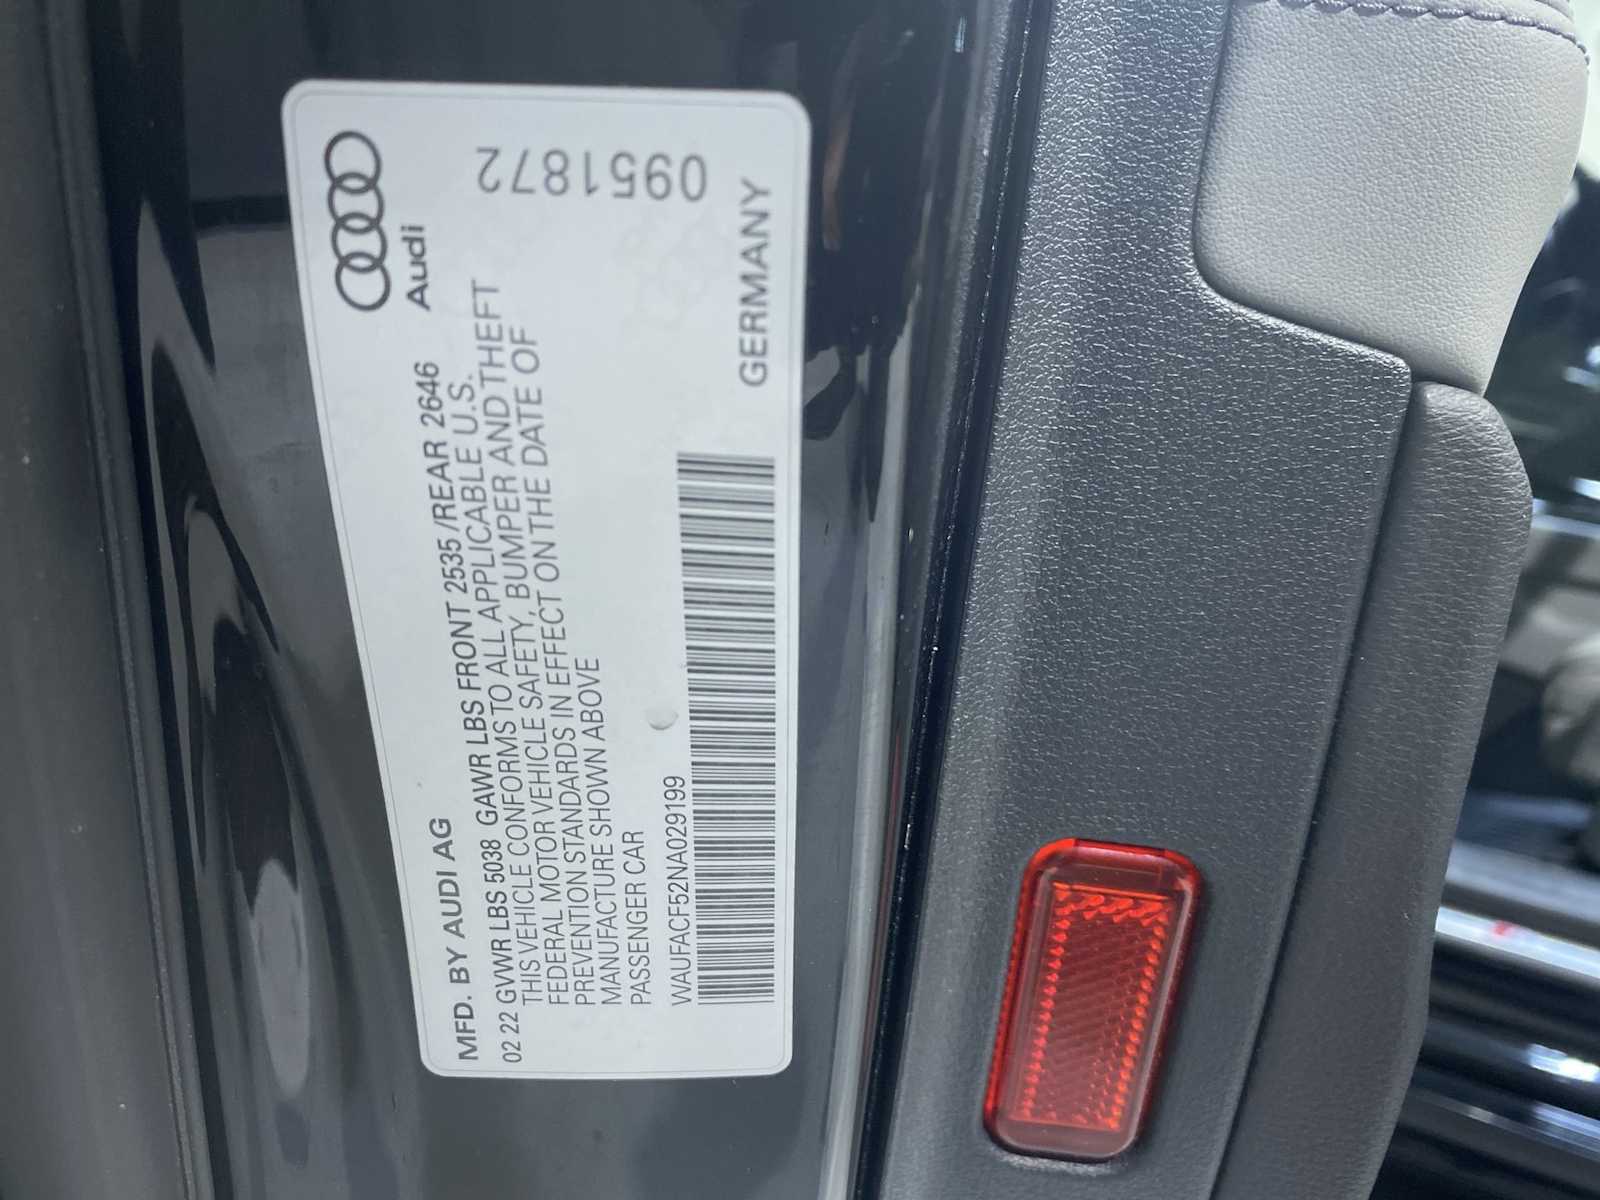 Audi
MFD. BY AUDI AG
02 22 GVWR LBS 5038 GAWR LBS FRONT 2535/REAR 2646
THIS VEHICLE CONFORMS TO ALL APPLICABLE U.S.
FEDERAL MOTOR VEHICLE SAFETY, BUMPER AND THEFT
PREVENTION STANDARDS IN EFFECT ON THE DATE OF
MANUFACTURE SHOWN ABOVE
PASSENGER CAR
WAUFACF52NA029199
GERMANY
0951872